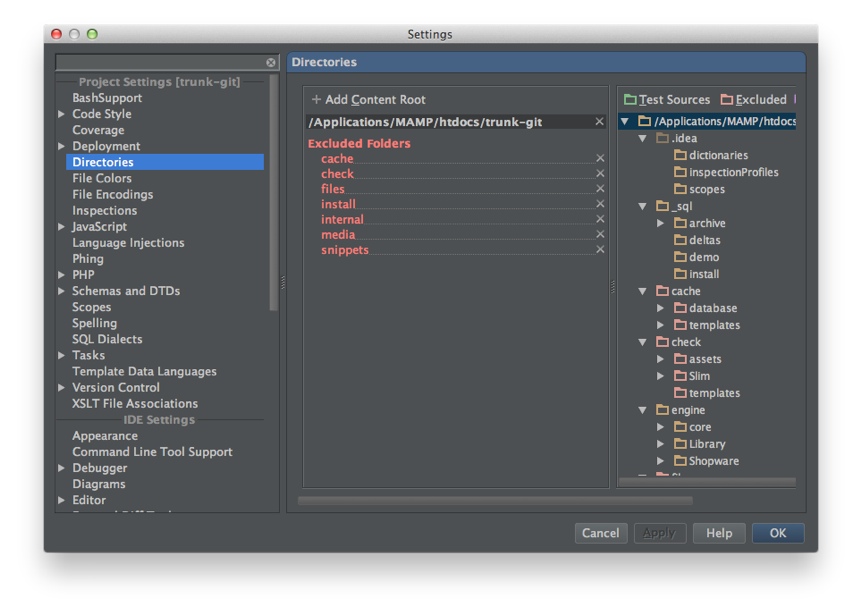 Settings
Project Settings [trunk-git]
BashSupport
Code Style
Coverage
Deployment
Directories
File Colors
File Encodings
Inspections
JavaScript
Language Injections
Phing
PHP
Schemas and DTDs
Scopes
Spelling
SQL Dialects
Tasks
Template Data Languages
Version Control
XSLT File Associations
IDE Settings
Appearance
Command Line Tool Support
Debugger
Diagrams
Editor
Directories
+ Add Content Root
/Applications/MAMP/htdocs/trunk-git
Excluded Folders
cache
check
files
install
internal
media
snippets
Test Sources Excluded
/Applications/MAMP/htdocs
.idea
dictionaries
inspectionProfiles
scopes
_sql
archive
deltas
demo
install
cache
database
templates
check
assets
Slim
templates
engine
core
Library
Shopware
Cancel Apply Help OK